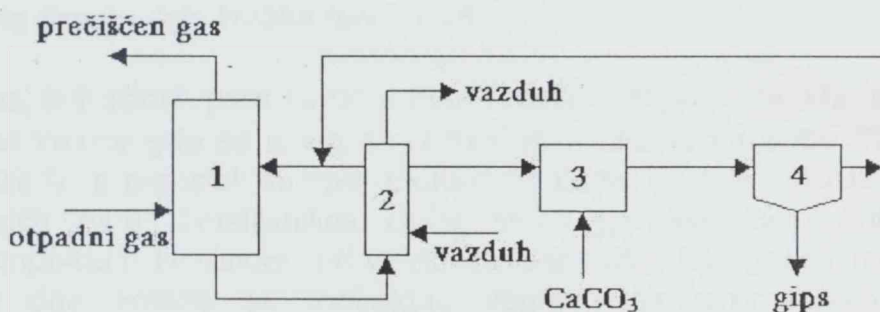 prečišćen gas
vazduh
1
2
3
4
otpadni gas
vazduh
CaCO₃
gips